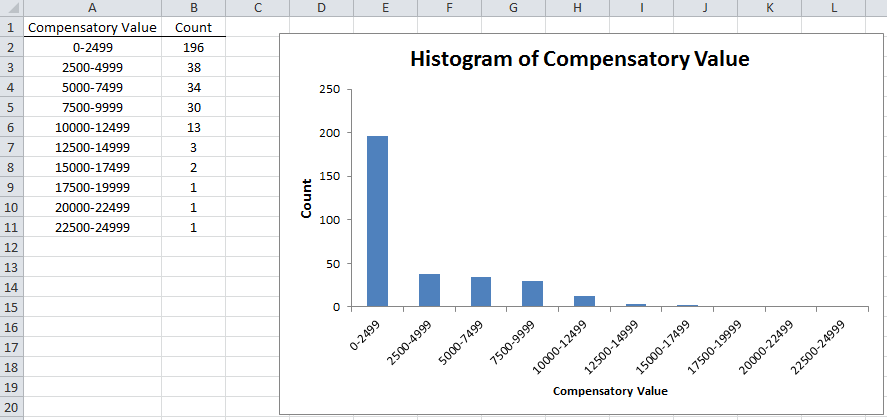 A B C D E F G H I J K L
1 Compensatory Value Count
2 0-2499 196
3 2500-4999 38
4 5000-7499 34
5 7500-9999 30
6 10000-12499 13
7 12500-14999 3
8 15000-17499 2
9 17500-19999 1
10 20000-22499 1
11 22500-24999 1
12
13
14
15
16
17
18
19
20
Histogram of Compensatory Value
250
200
150
100
50
0
Count
0-2499 2500-4999 5000-7499 7500-9999 10000-12499 12500-14999 15000-17499 17500-19999 20000-22499 22500-24999
Compensatory Value